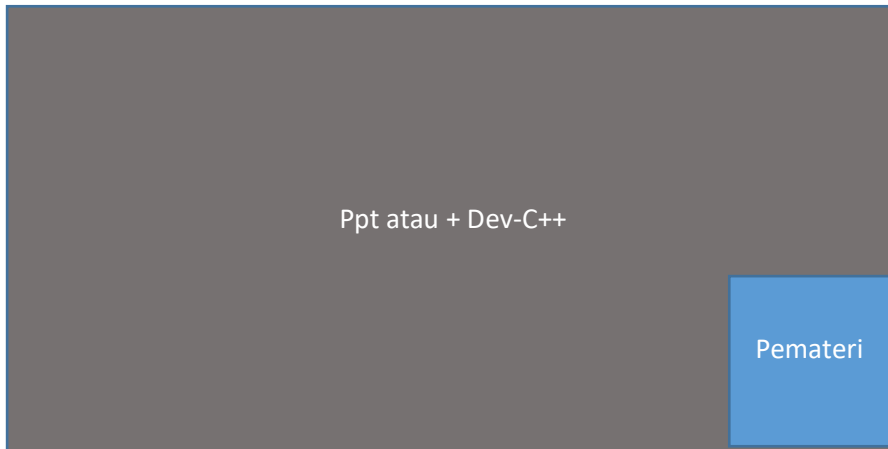 Ppt atau + Dev-C++
Pemateri